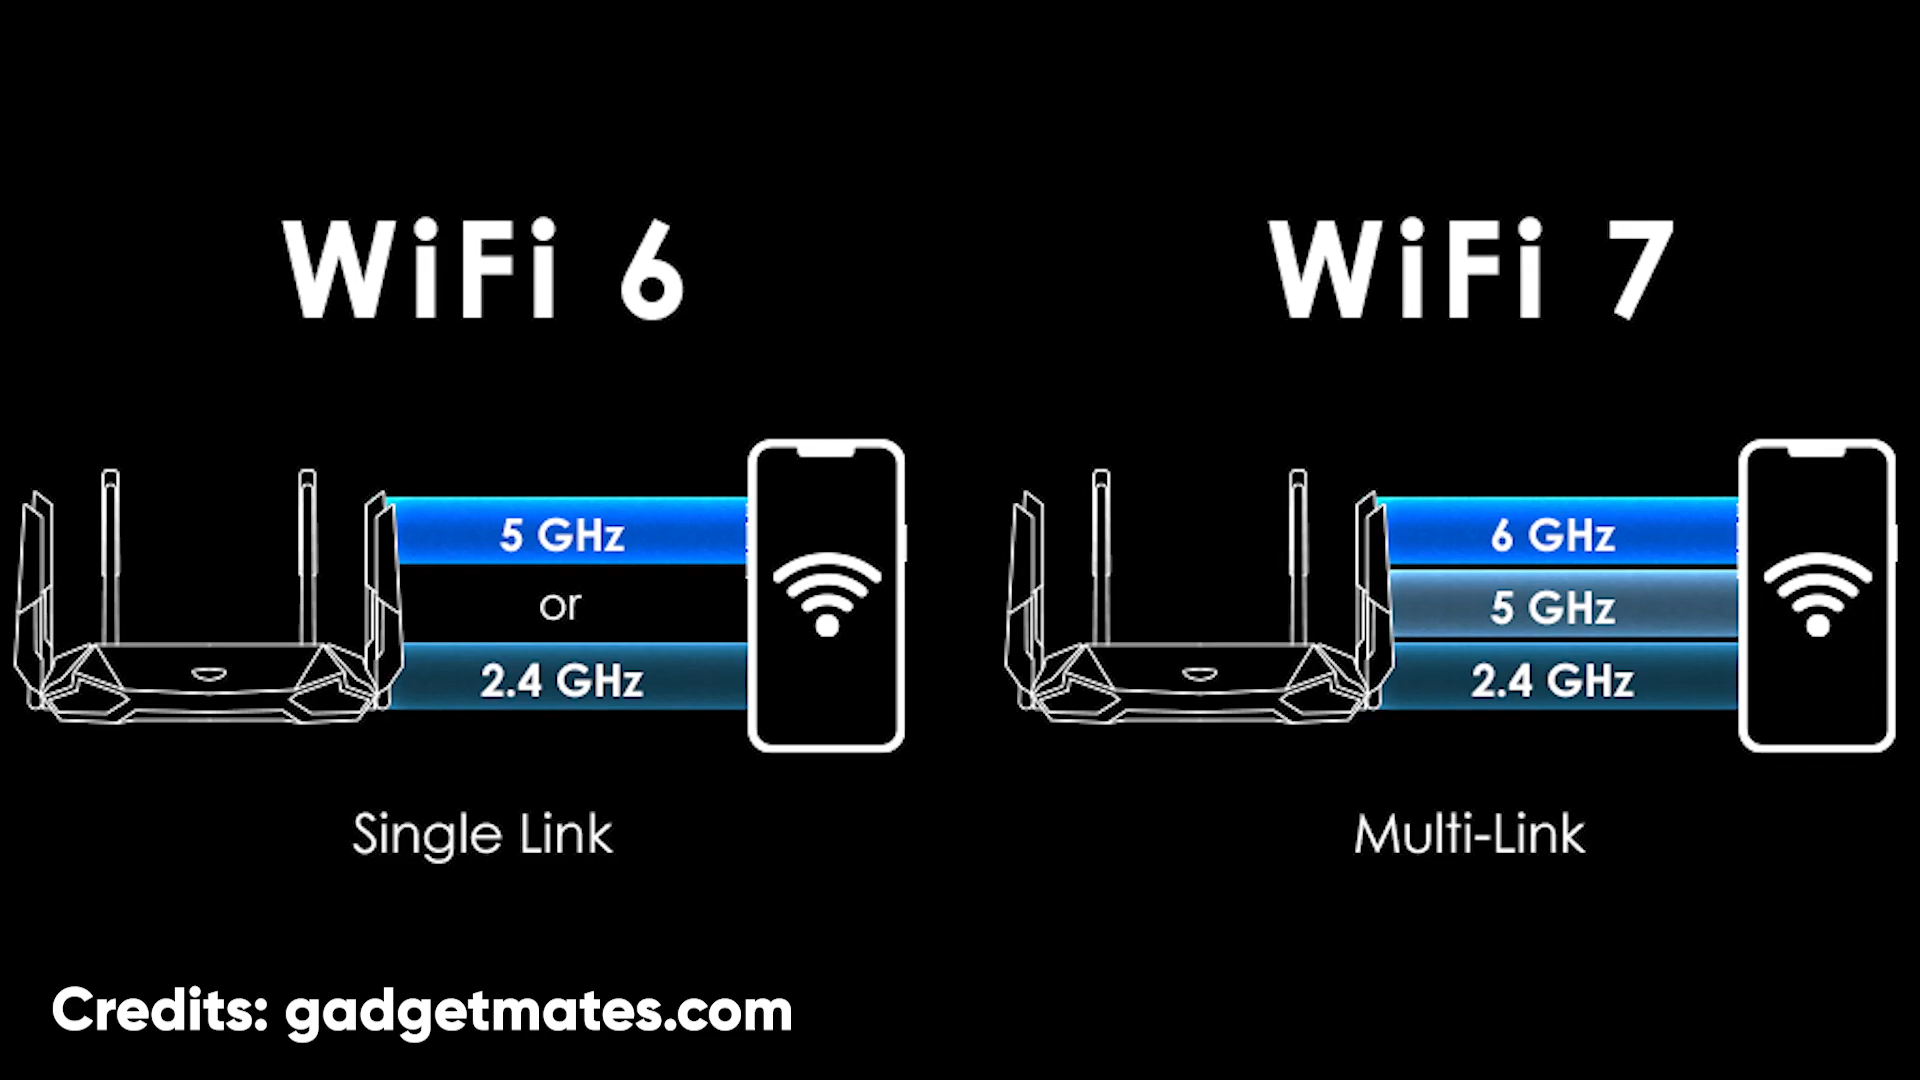 WiFi 6
5 GHz
or
2.4 GHz
Single Link
WiFi 7
6 GHz
5 GHz
2.4 GHz
Multi-Link
Credits: gadgetmates.com